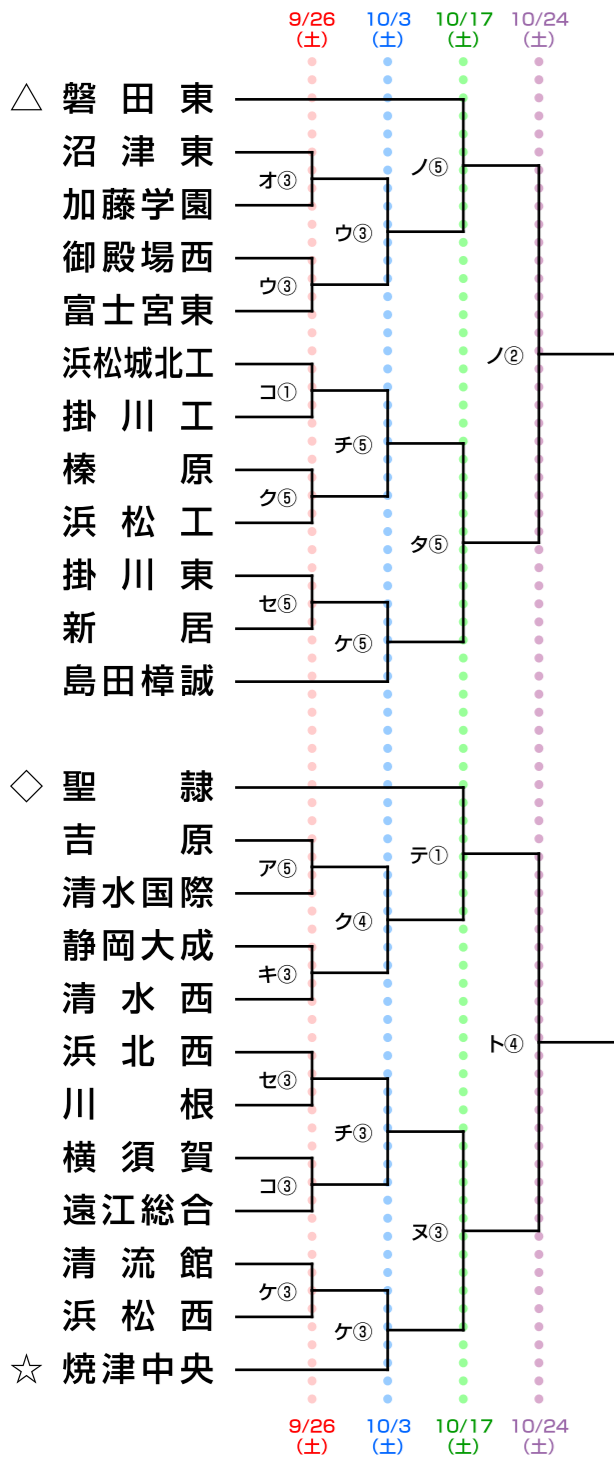 9/26 10/3 10/17 10/24
(土) (土) (土) (土)
△ 磐田東
沼津東
オ③
ノ⑤
加藤学園
ウ③
御殿場西
ウ③
富士宮東
浜松城北工
ノ②
コ①
掛川工
チ⑤
榛原
ク⑤
浜松工
タ⑤
掛川東
セ⑤
新居
ケ⑤
島田樟誠
◇ 聖隷
吉原
テ①
ア⑤
清水国際
ク④
静岡大成
キ③
清水西
浜北西
ト④
セ③
川根
チ③
横須賀
コ③
遠江総合
ヌ③
清流館
ケ③
浜松西
ケ③
☆ 焼津中央
9/26 10/3 10/17 10/24
(土) (土) (土) (土)